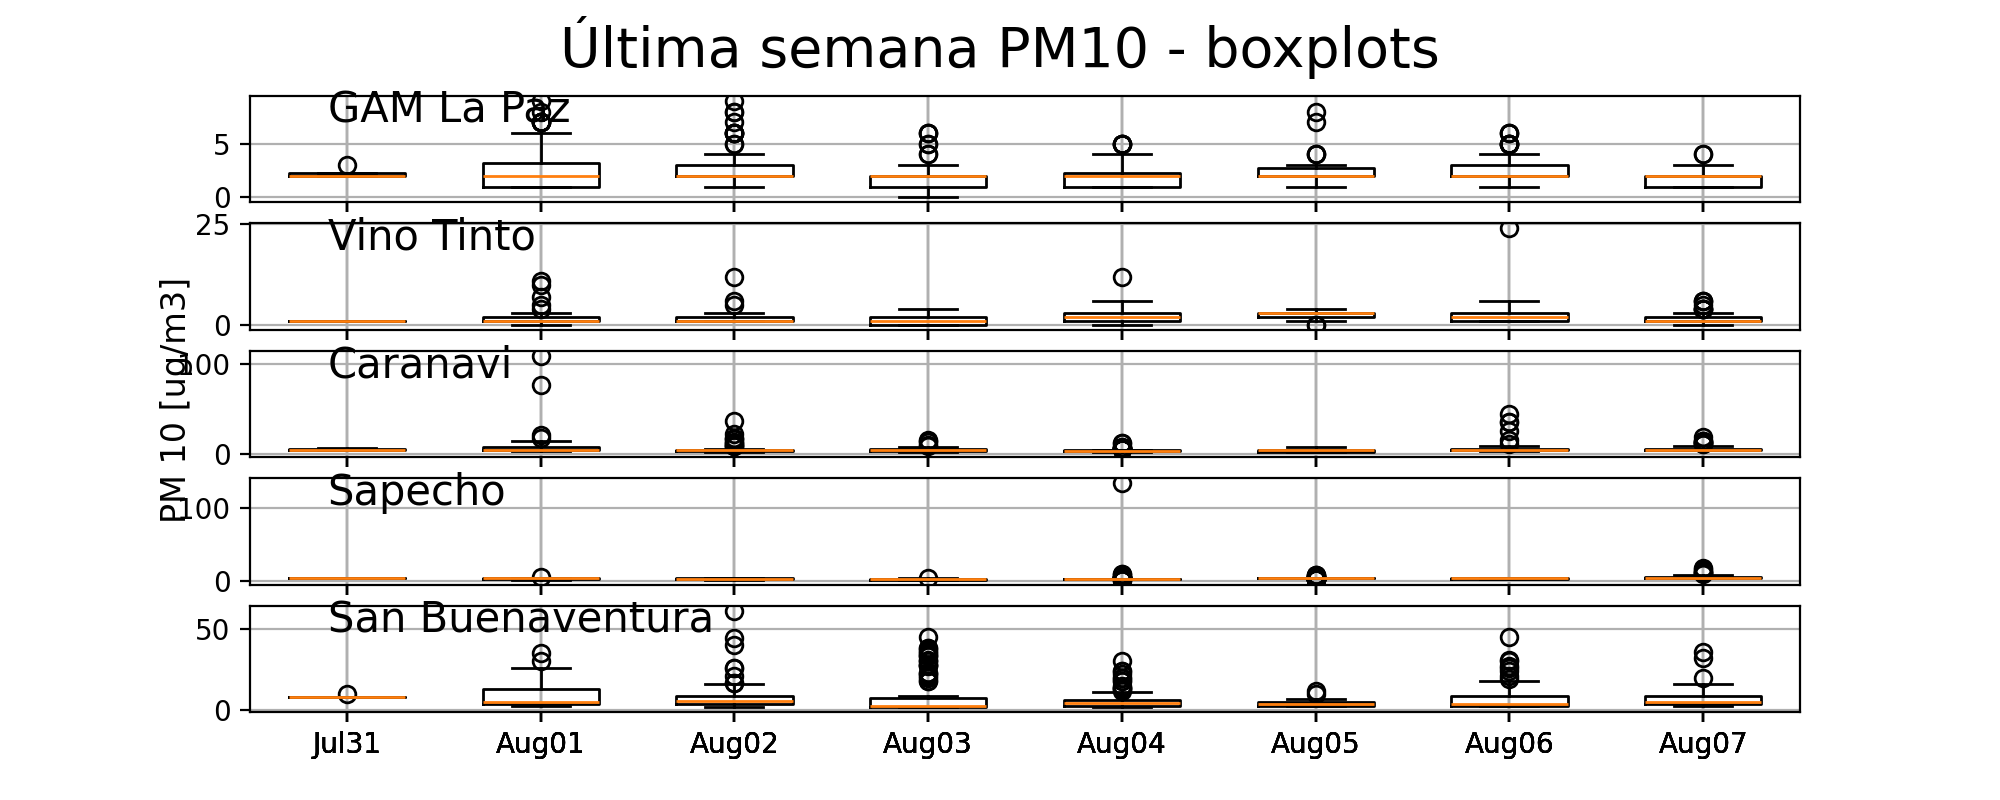 Última semana PM10 - boxplots
GAM La Paz
5
0
Vino Tinto
25
0
PM 10 [ug/m3]
Caranavi
100
0
Sapecho
100
0
San Buenaventura
50
0
Jul31 Aug01 Aug02 Aug03 Aug04 Aug05 Aug06 Aug07